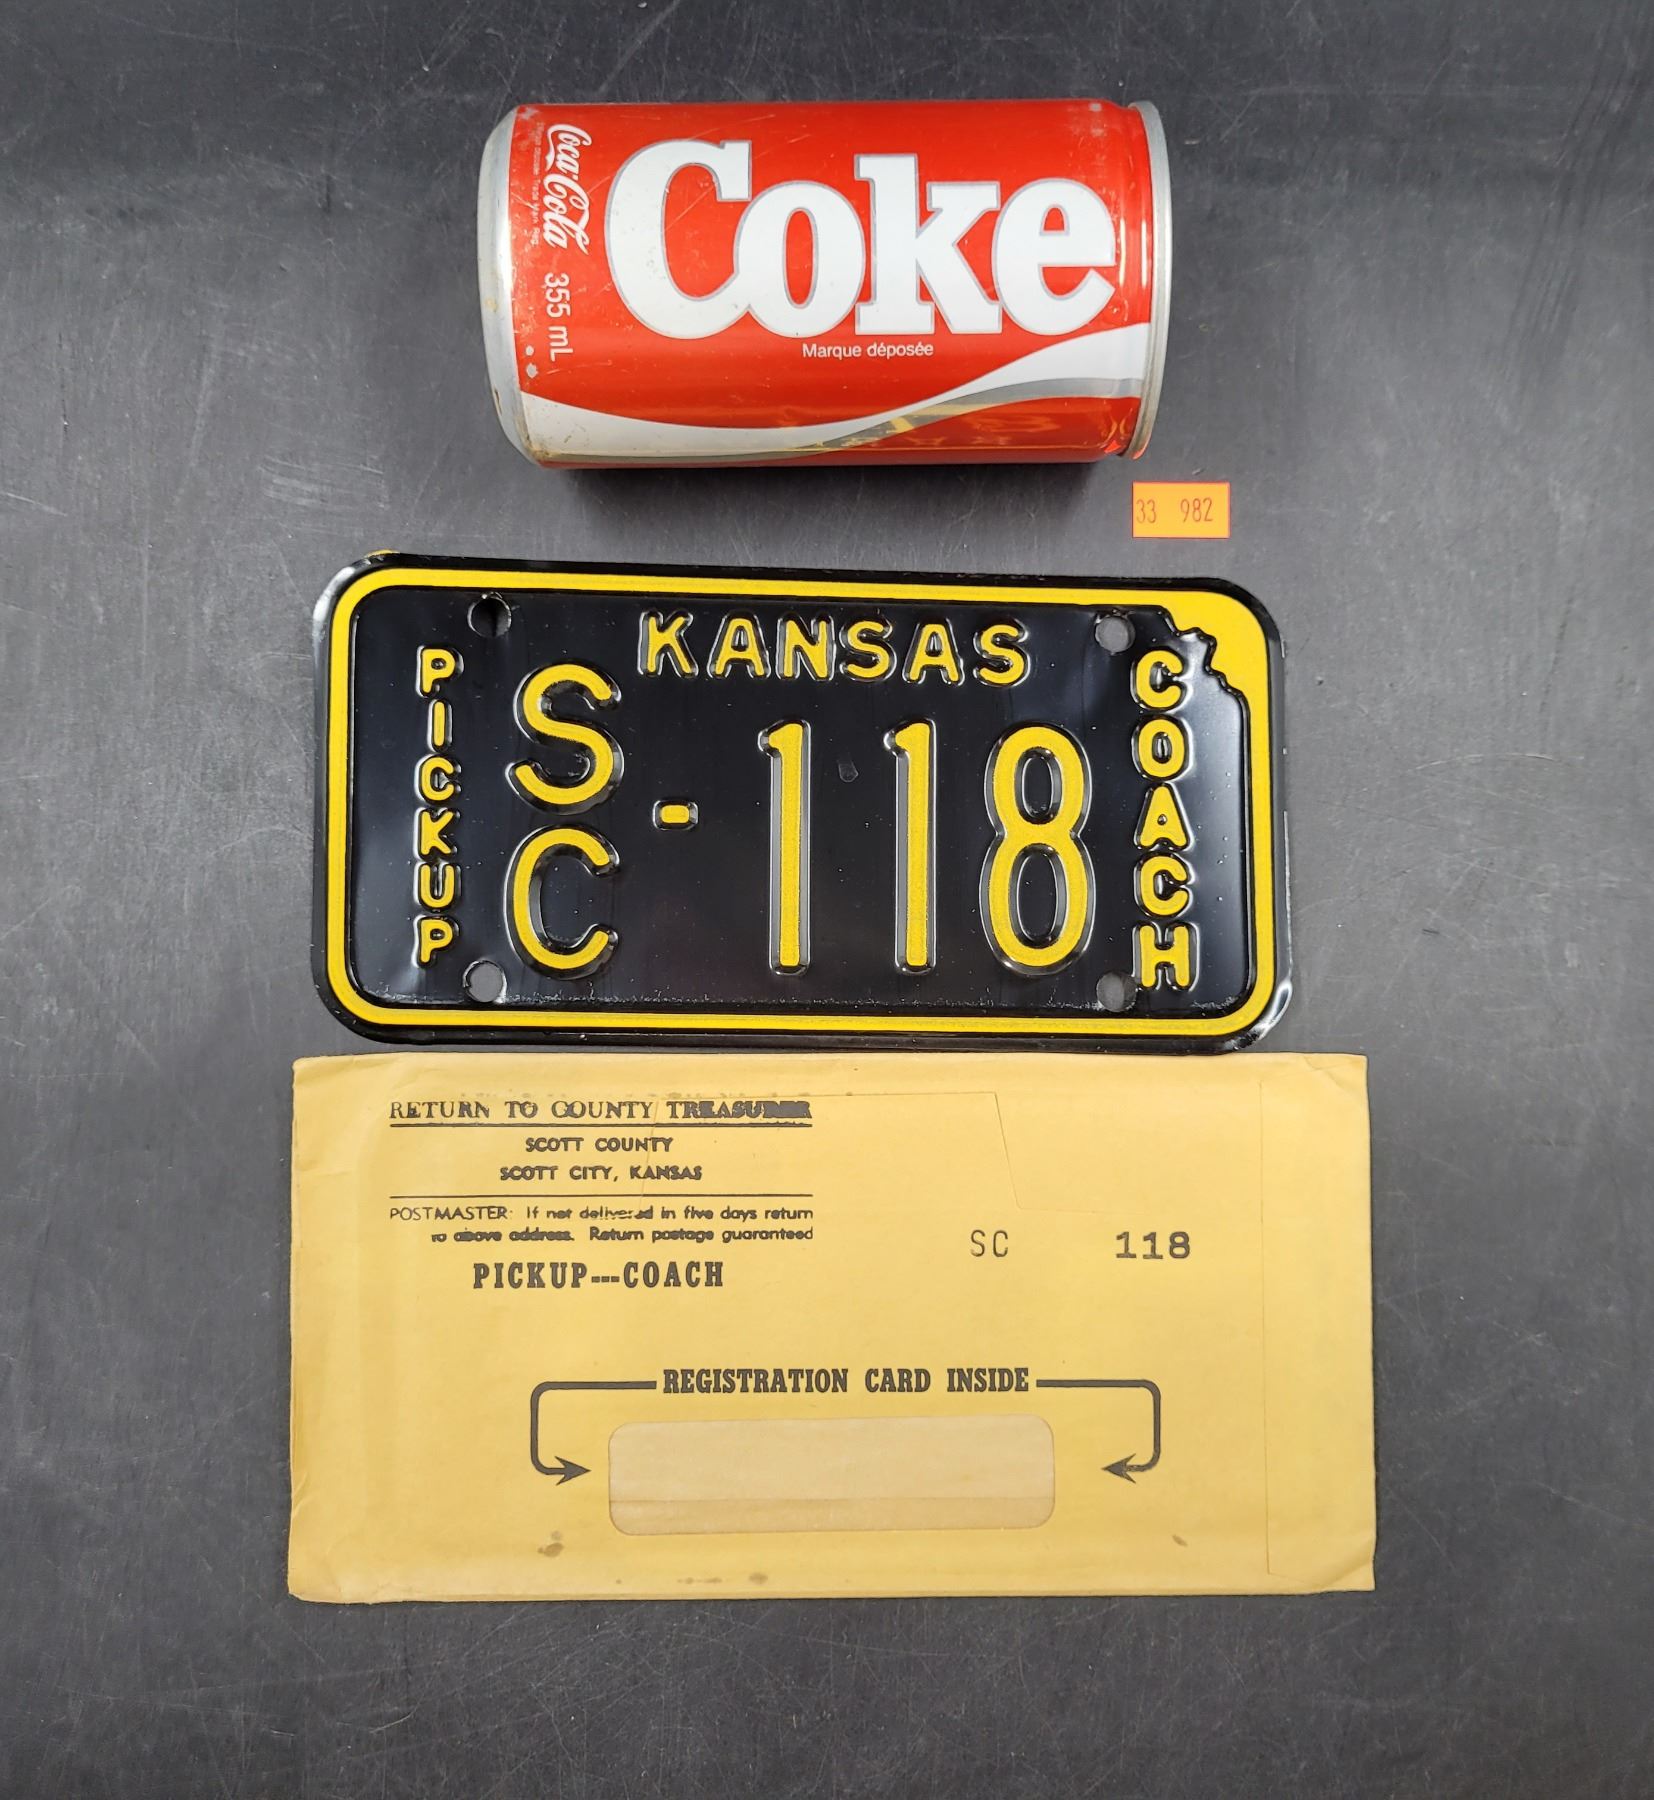 Coca-Cola 355 mL
Coke
Marque déposée
33 982
KANSAS
PICKUP
SC-118
COACH
RETURN TO COUNTY TREASURER
SCOTT COUNTY
SCOTT CITY, KANSAS
POSTMASTER: If not delivered in five days return
to above address. Return postage guaranteed
PICKUP---COACH
SC 118
REGISTRATION CARD INSIDE